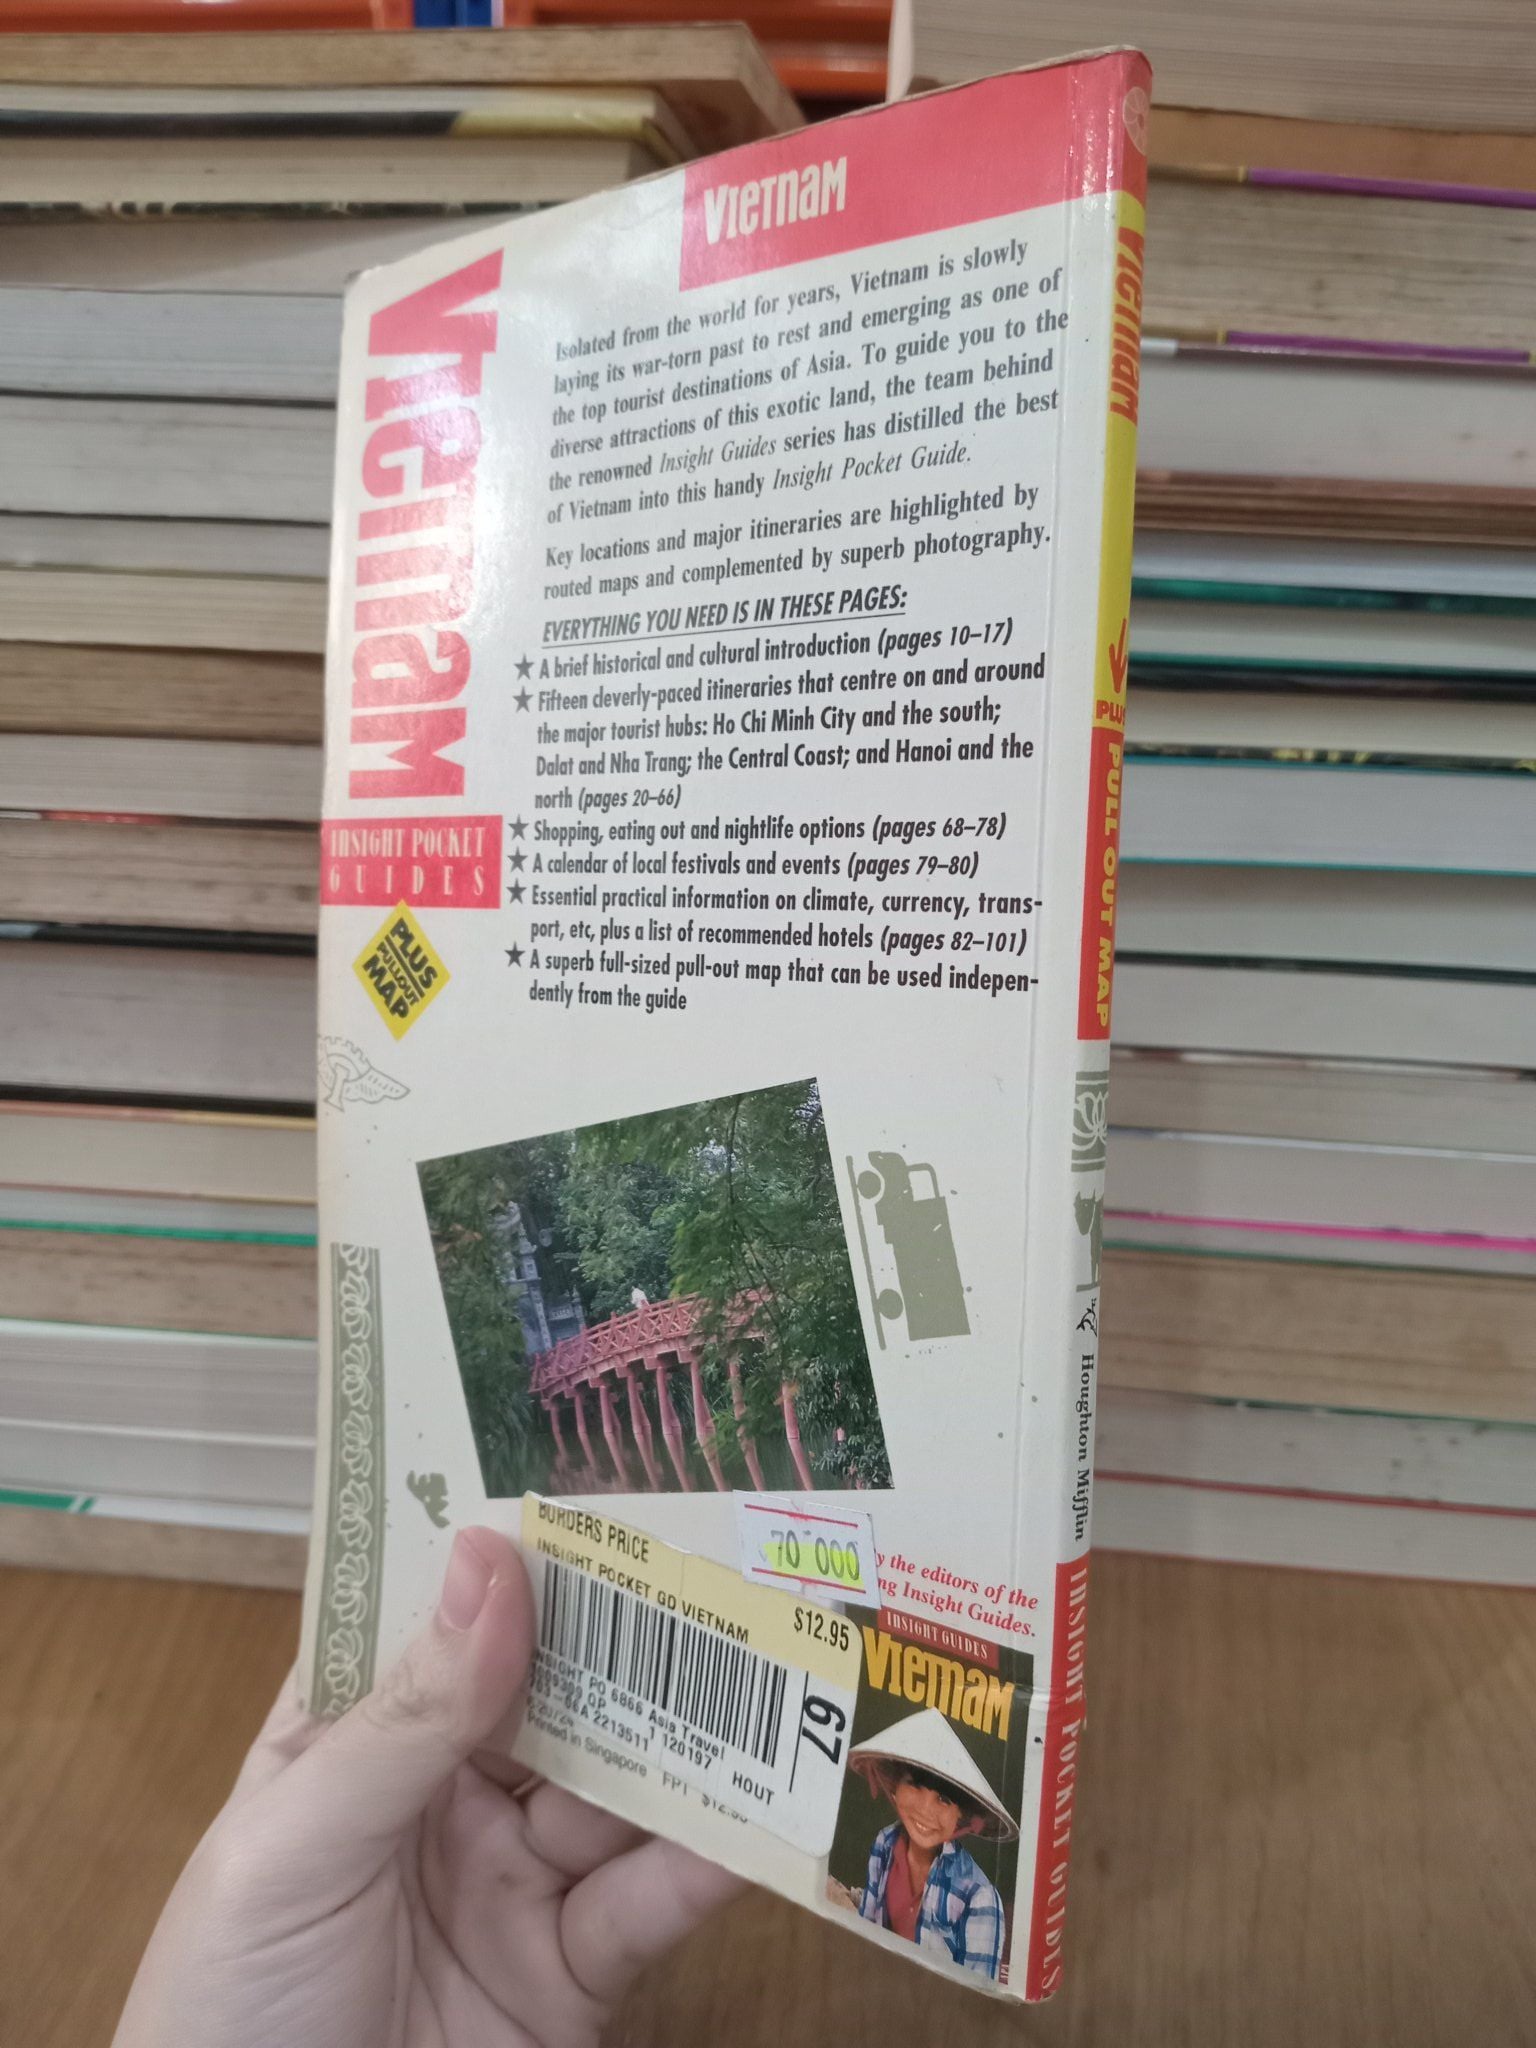 VIETNAM
Isolated from the world for years, Vietnam is slowly
laying its war-torn past to rest and emerging as one of
the top tourist destinations of Asia. To guide you to the
diverse attractions of this exotic land, the team behind
the renowned Insight Guides series has distilled the best
of Vietnam into this handy Insight Pocket Guide.
Key locations and major itineraries are highlighted by
routed maps and complemented by superb photography.
EVERYTHING YOU NEED IS IN THESE PAGES:
★ A brief historical and cultural introduction (pages 10–17)
★ Fifteen cleverly-paced itineraries that centre on and around
the major tourist hubs: Ho Chi Minh City and the south;
Dalat and Nha Trang; the Central Coast; and Hanoi and the
north (pages 20–66)
★ Shopping, eating out and nightlife options (pages 68–78)
★ A calendar of local festivals and events (pages 79–80)
★ Essential practical information on climate, currency, trans-
port, etc, plus a list of recommended hotels (pages 82–101)
★ A superb full-sized pull-out map that can be used indepen-
dently from the guide
VIETNAM
INSIGHT POCKET
GUIDES
PLUS
PULLOUT
MAP
BORDERS PRICE
INSIGHT POCKET GD VIETNAM
$12.95
INSIGHT PO 6866 Asia Travel
2213511 120197
HOUT
67
Printed in Singapore
FPT
70 000
the editors of the
Insight Guides.
INSIGHT GUIDES
VIETNAM
VIETNAM
PLUS
PULL OUT MAP
Houghton Mifflin
INSIGHT POCKET GUIDES